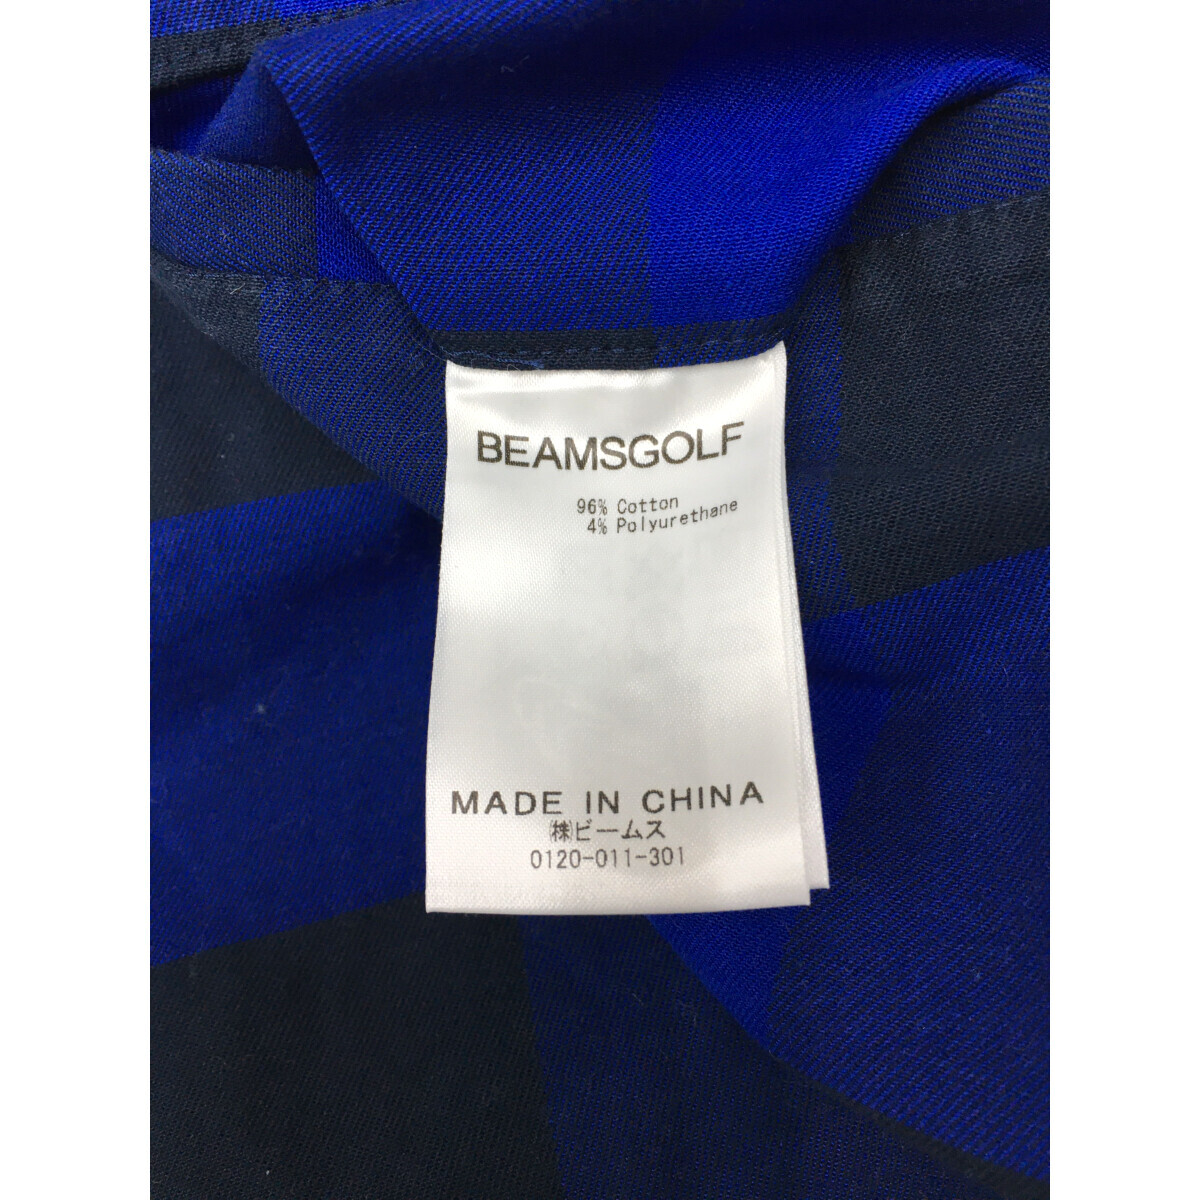 BEAMSGOLF
96% Cotton
4% Polyurethane
MADE IN CHINA
㈱ビームス
0120-011-301